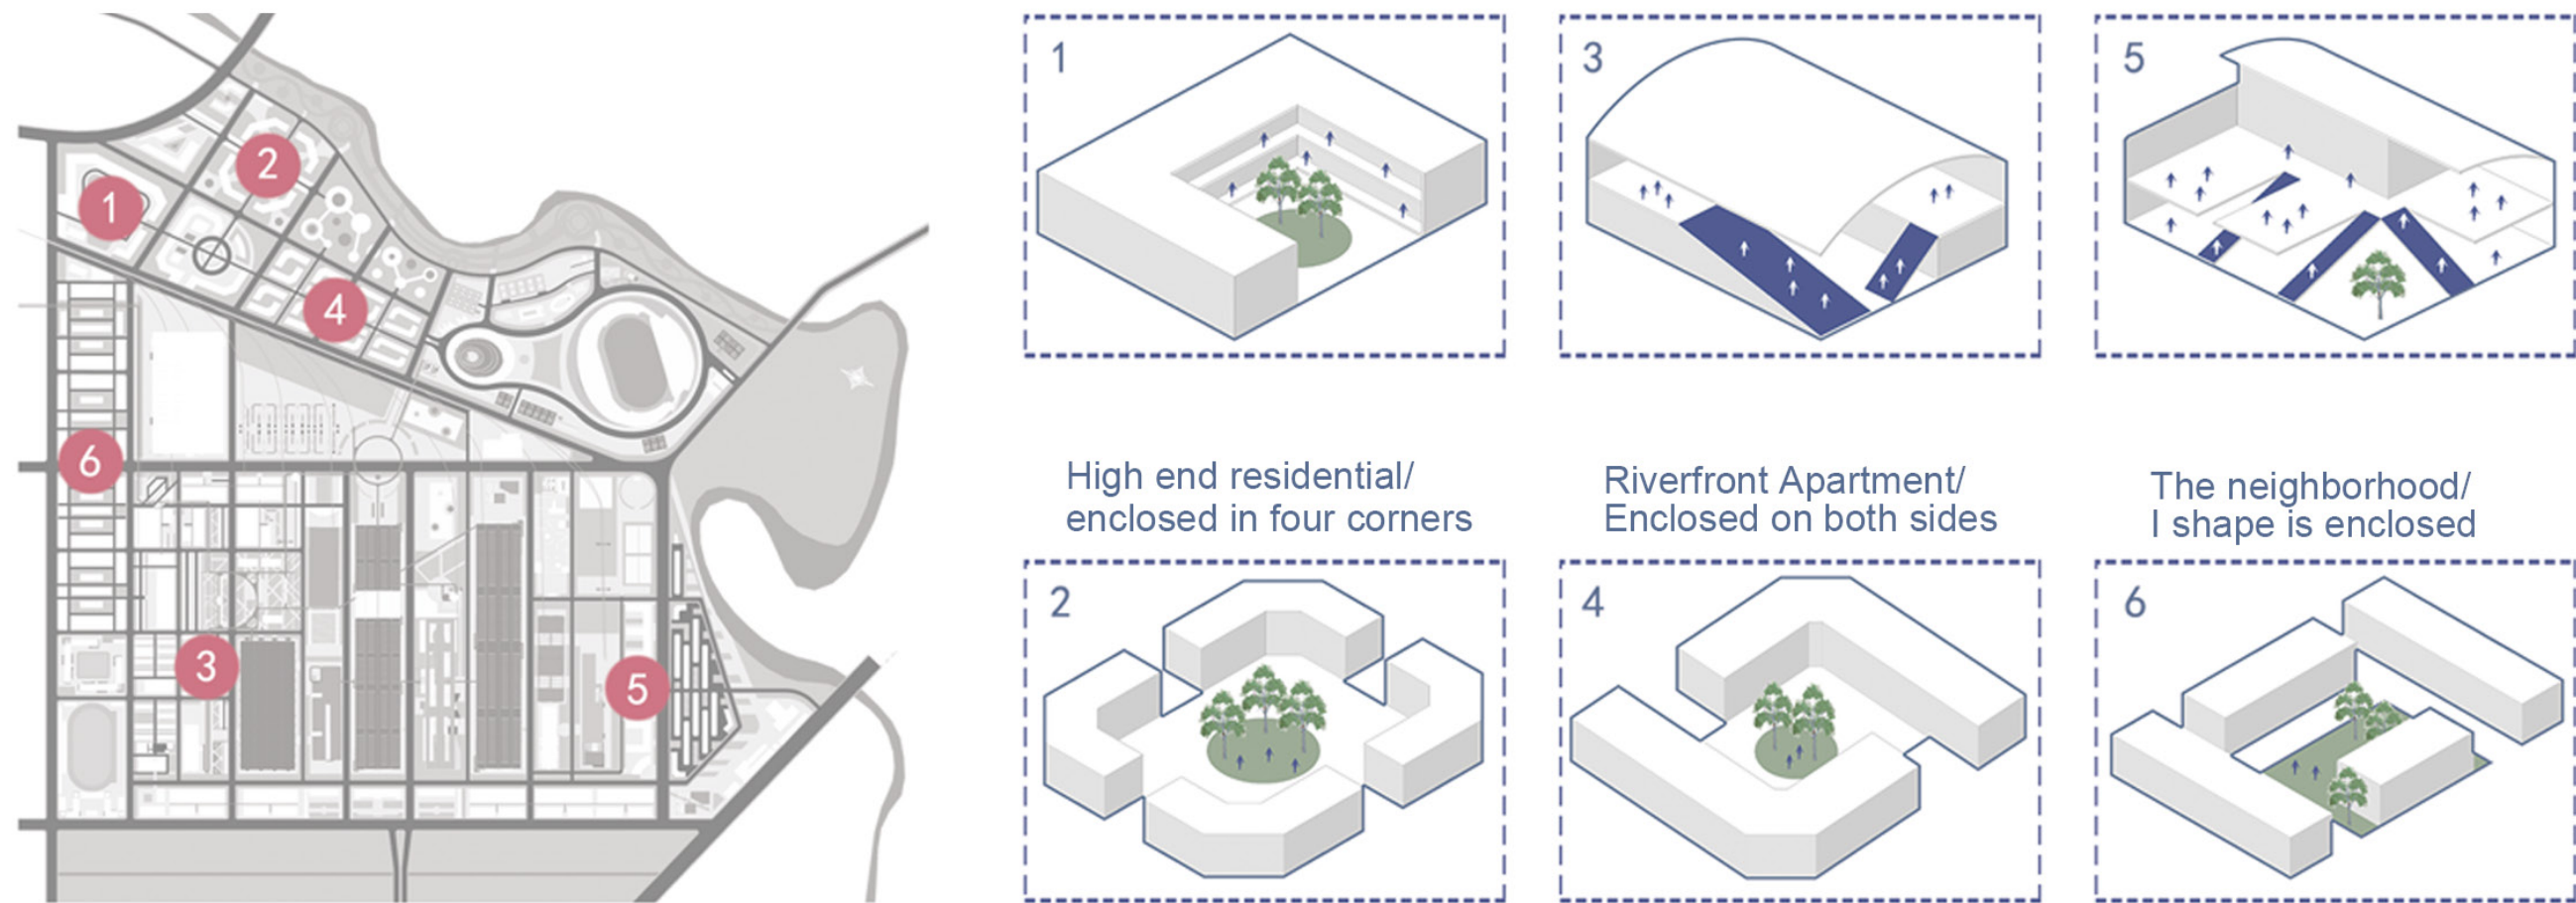 2
1
4
6
3
5
1
3
5
High end residential/
enclosed in four corners
Riverfront Apartment/
Enclosed on both sides
The neighborhood/
I shape is enclosed
2
4
6